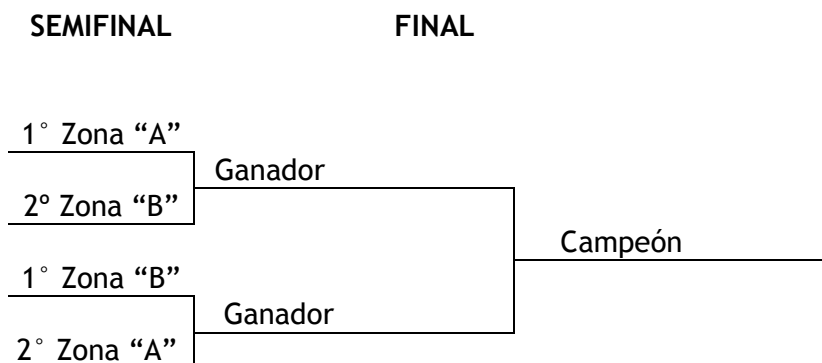 SEMIFINAL FINAL
1° Zona “A”
Ganador
2º Zona “B”
Campeón
1° Zona “B”
Ganador
2° Zona “A”